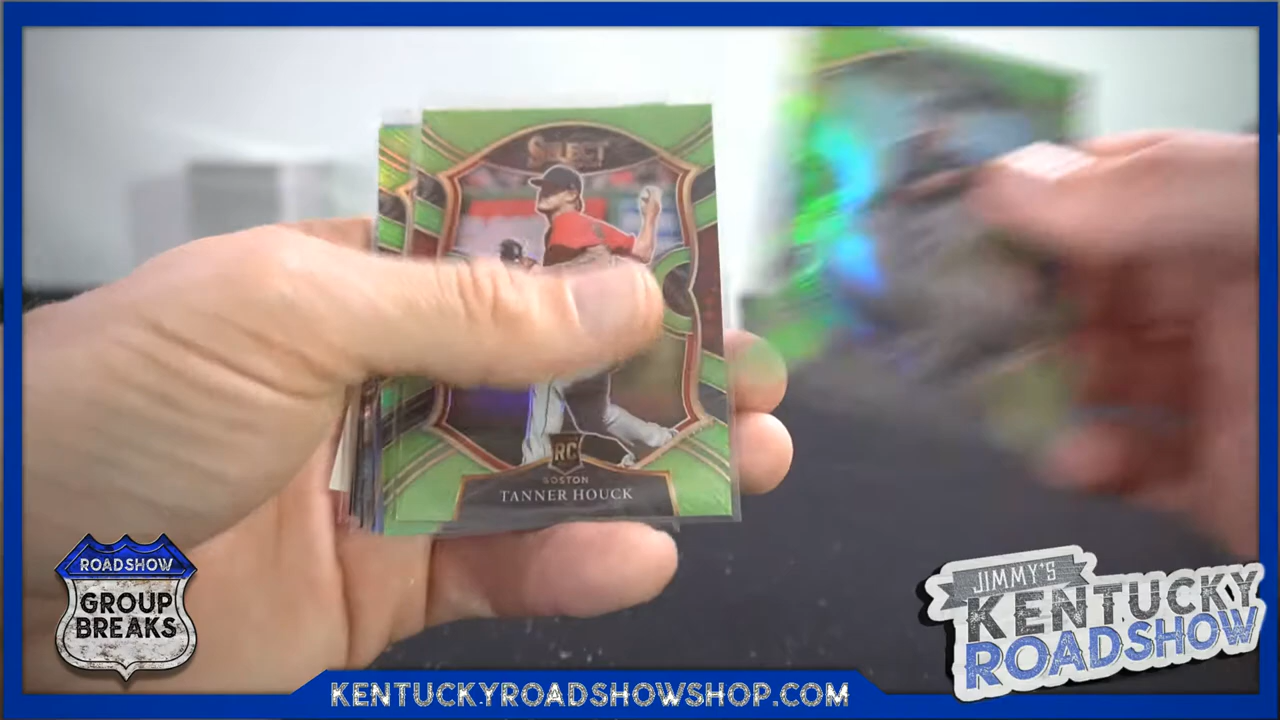 SELECT
RC
BOSTON
TANNER HOUCK
ROADSHOW
GROUP
BREAKS
JIMMY'S
KENTUCKY
ROADSHOW
KENTUCKYROADSHOWSHOP.COM